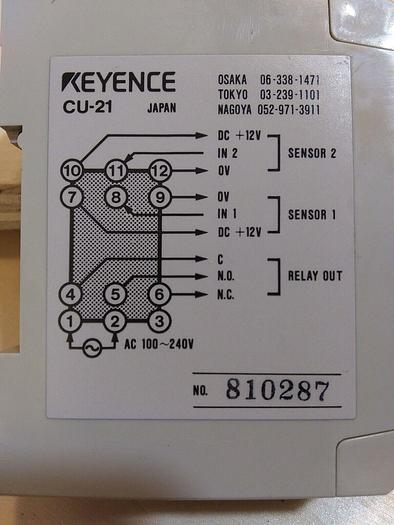 KEYENCE
CU-21 JAPAN
OSAKA 06-338-1471
TOKYO 03-239-1101
NAGOYA 052-971-3911
DC +12V
IN 2
0V
SENSOR 2
10 11 12
7 8 9
0V
IN 1
DC +12V
SENSOR 1
C
N.O.
N.C.
RELAY OUT
4 5 6
1 2 3
AC 100~240V
NO. 810287